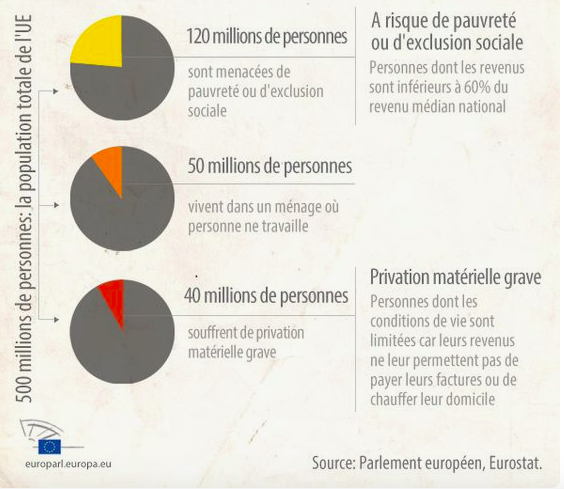 500 millions de personnes: la population totale de l'UE
120 millions de personnes
sont menacées de
pauvreté ou d'exclusion
sociale
A risque de pauvreté
ou d'exclusion sociale
Personnes dont les revenus
sont inférieurs à 60% du
revenu médian national
50 millions de personnes
vivent dans un ménage où
personne ne travaille
40 millions de personnes
souffrent de privation
matérielle grave
Privation matérielle grave
Personnes dont les
conditions de vie sont
limitées car leurs revenus
ne leur permettent pas de
payer leurs factures ou de
chauffer leur domicile
europarl.europa.eu
Source: Parlement européen, Eurostat.